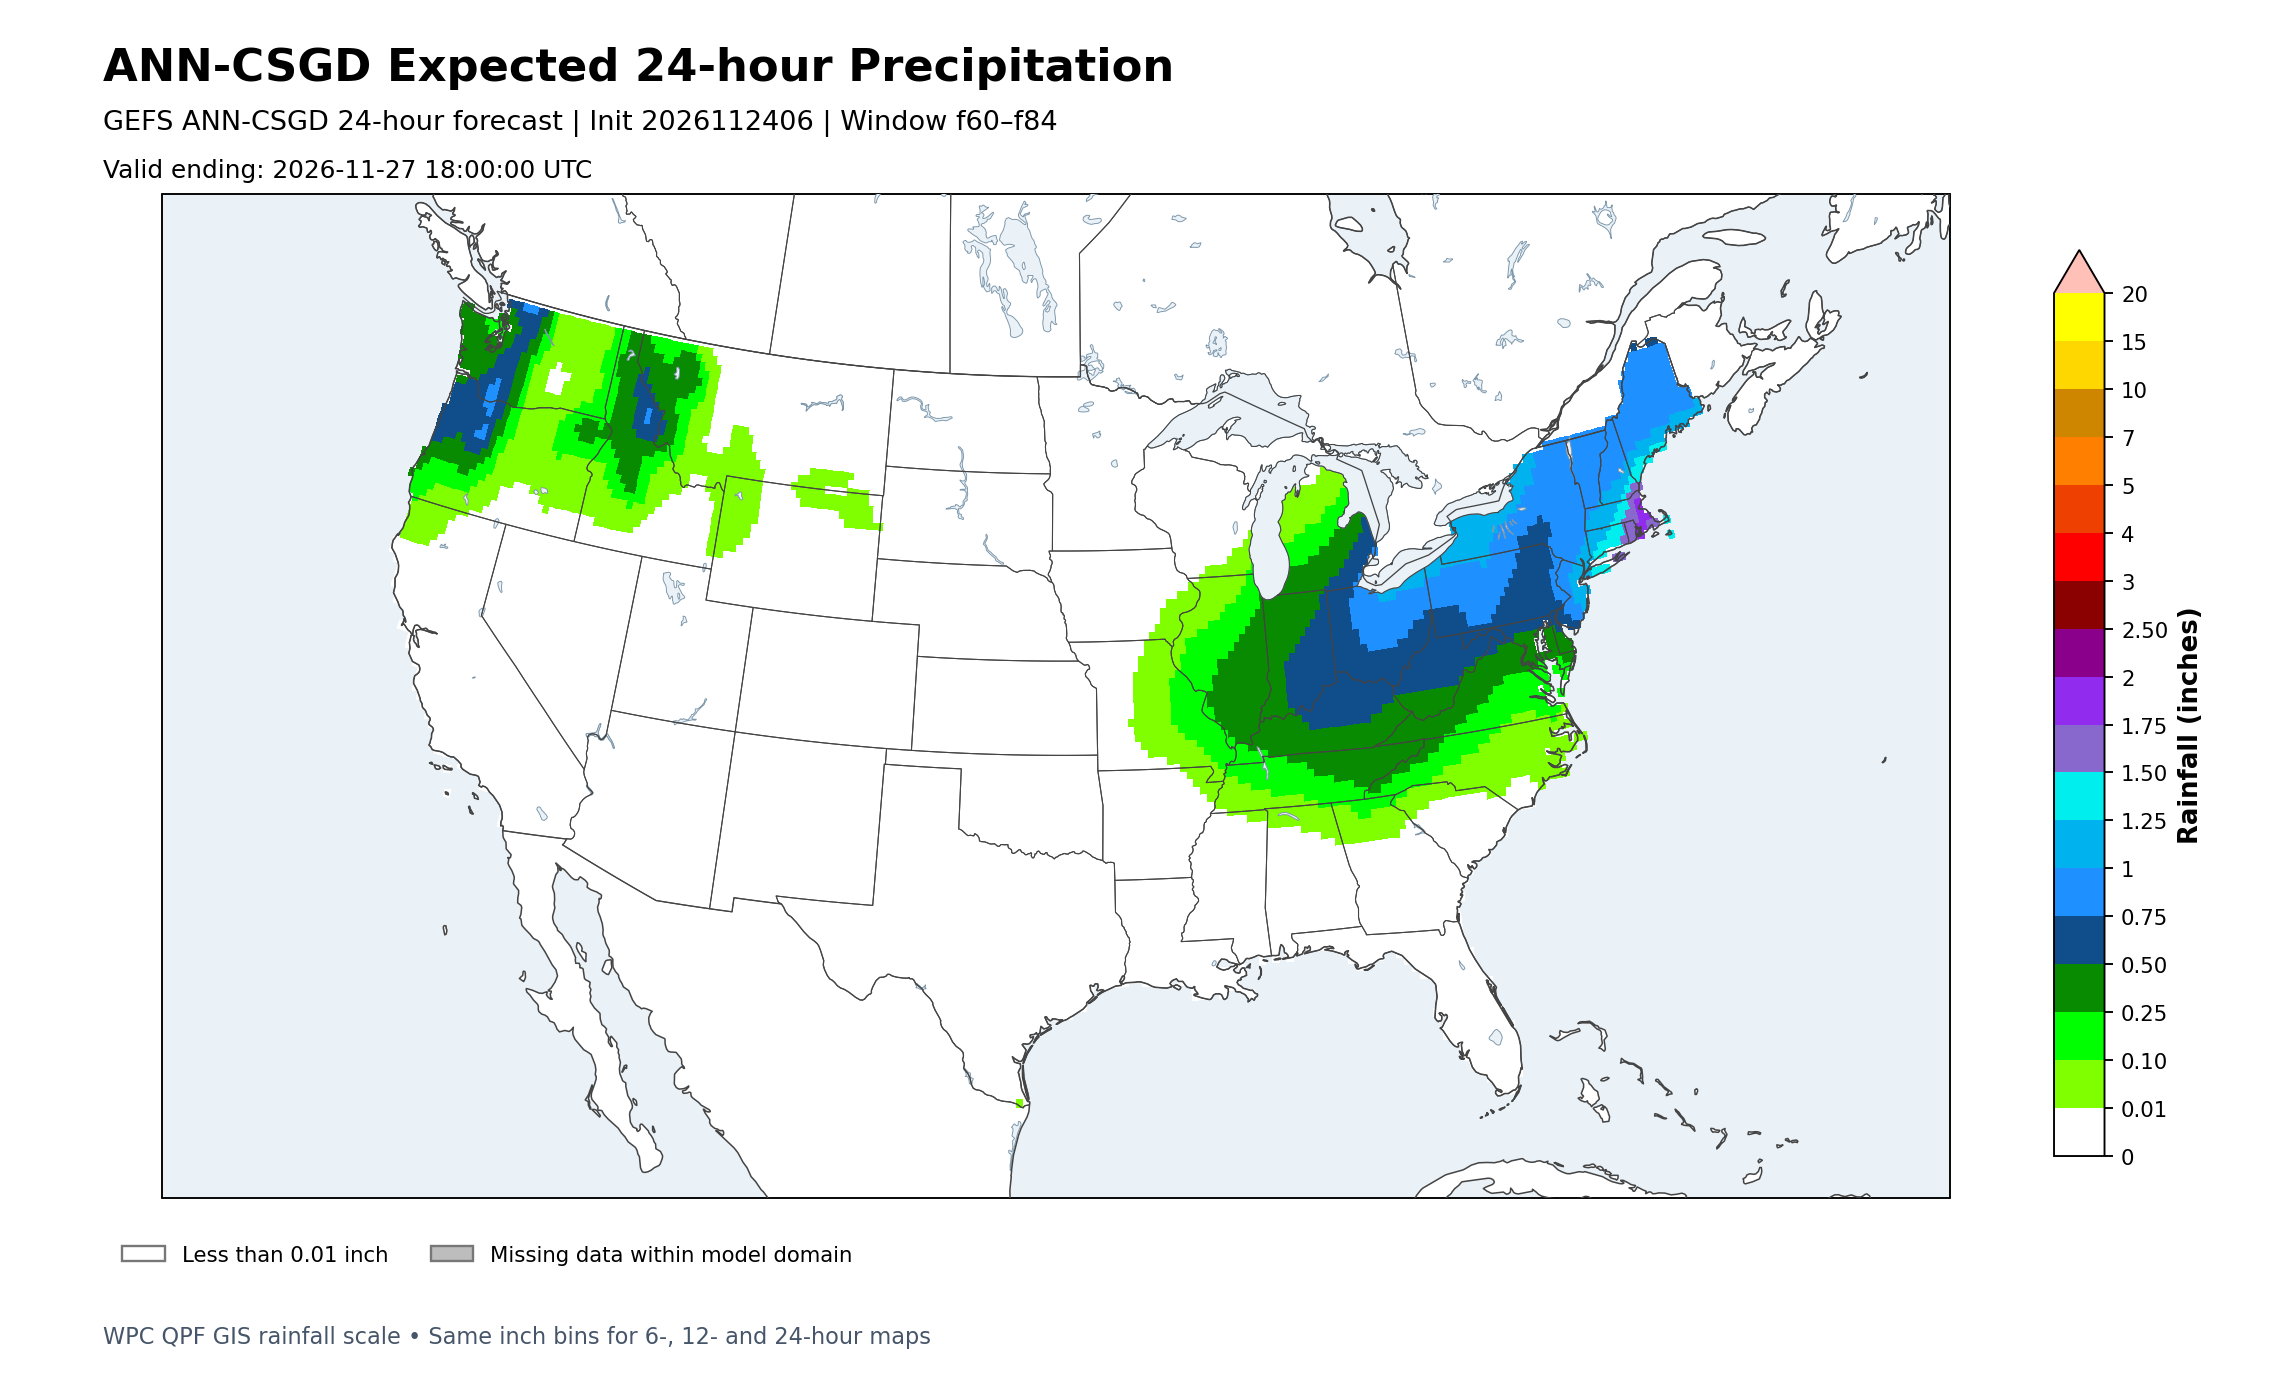 ANN-CSGD Expected 24-hour Precipitation
GEFS ANN-CSGD 24-hour forecast | Init 2026112406 | Window f60–f84
Valid ending: 2026-11-27 18:00:00 UTC
20
15
10
7
5
4
3
2.50
2
1.75
1.50
1.25
1
0.75
0.50
0.25
0.10
0.01
0
Rainfall (inches)
Less than 0.01 inch
Missing data within model domain
WPC QPF GIS rainfall scale • Same inch bins for 6-, 12- and 24-hour maps